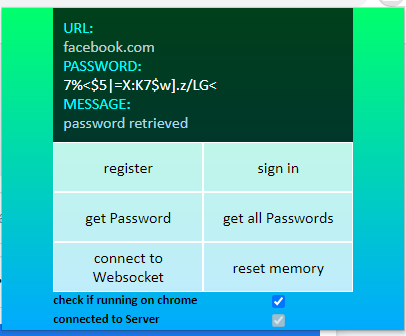 URL:
facebook.com
PASSWORD:
7%<$5|=X:K7$w].z/LG<
MESSAGE:
password retrieved
register
sign in
get Password
get all Passwords
connect to
Websocket
reset memory
check if running on chrome
connected to Server